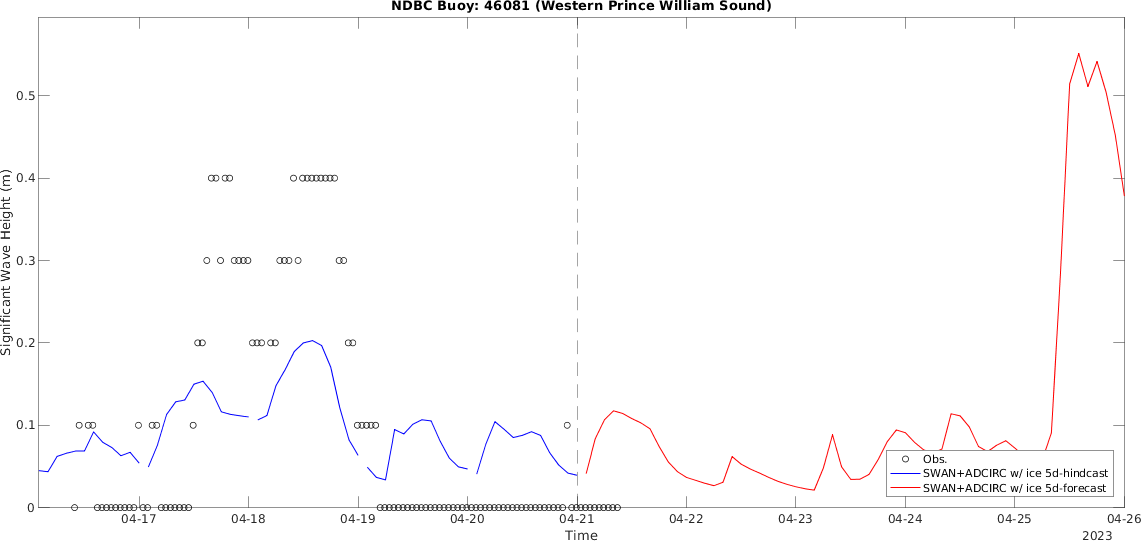 NDBC Buoy: 46081 (Western Prince William Sound)
Significant Wave Height (m)
0.5
0.4
0.3
0.2
0.1
0
Obs.
SWAN+ADCIRC w/ ice 5d-hindcast
SWAN+ADCIRC w/ ice 5d-forecast
04-17 04-18 04-19 04-20 04-21 04-22 04-23 04-24 04-25 04-26
Time
2023